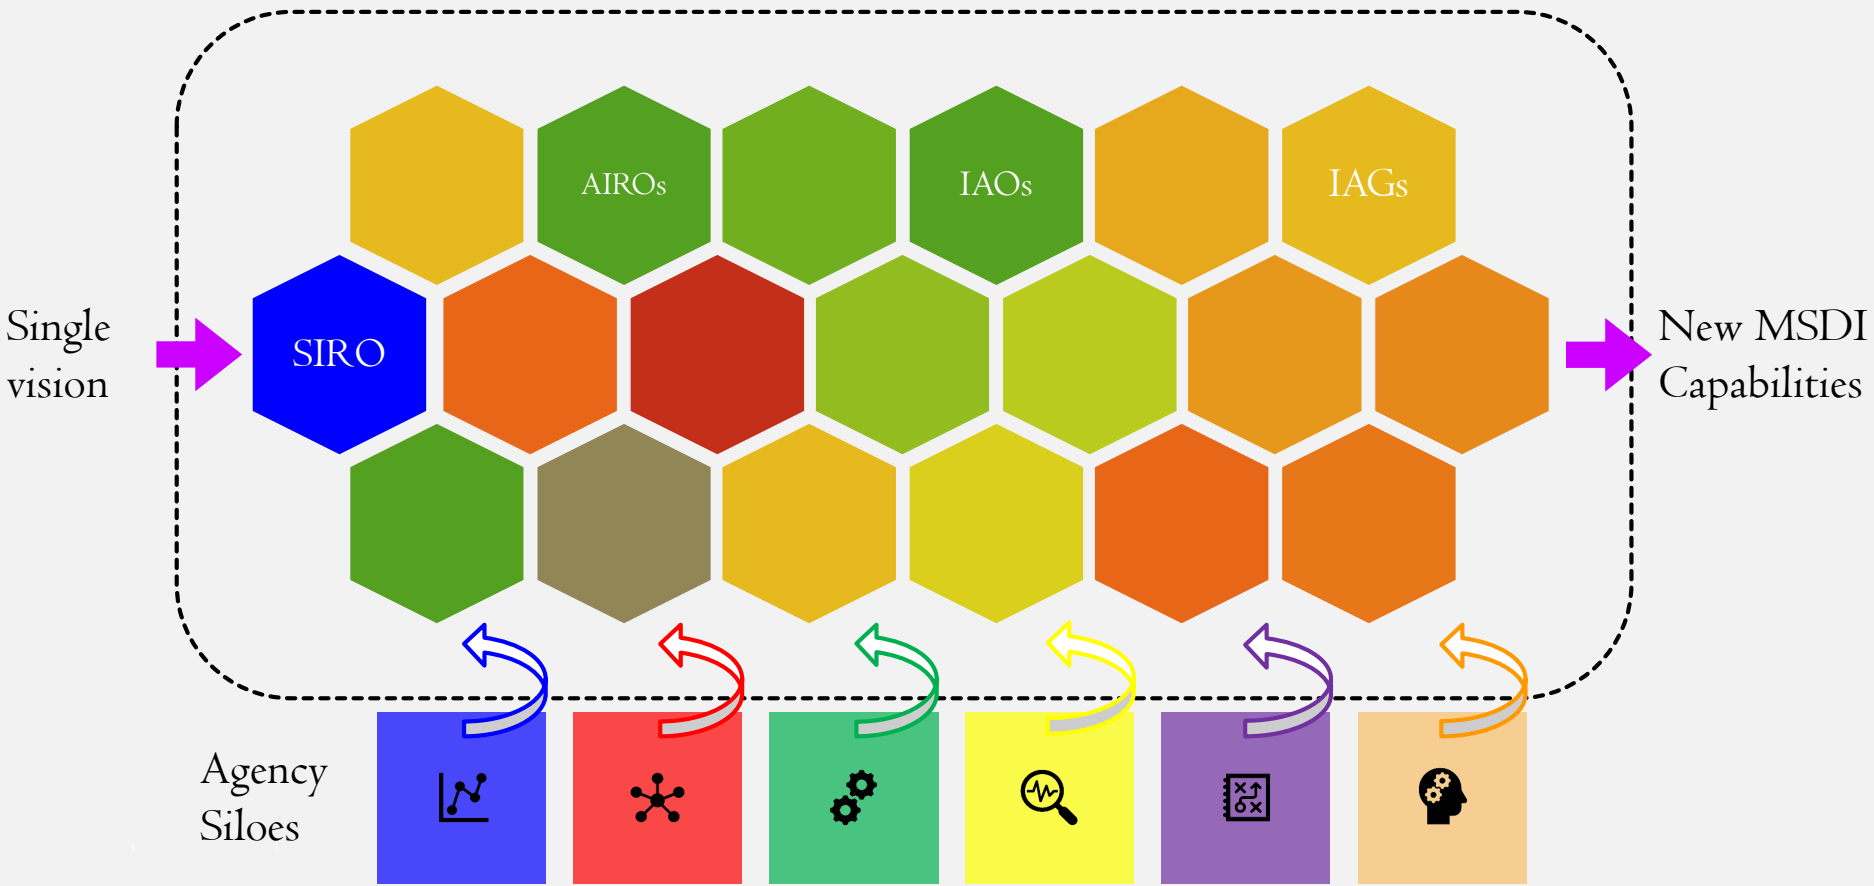 AIROs
IAOs
IAGs
Single
vision
SIRO
New MSDI
Capabilities
Agency
Siloes